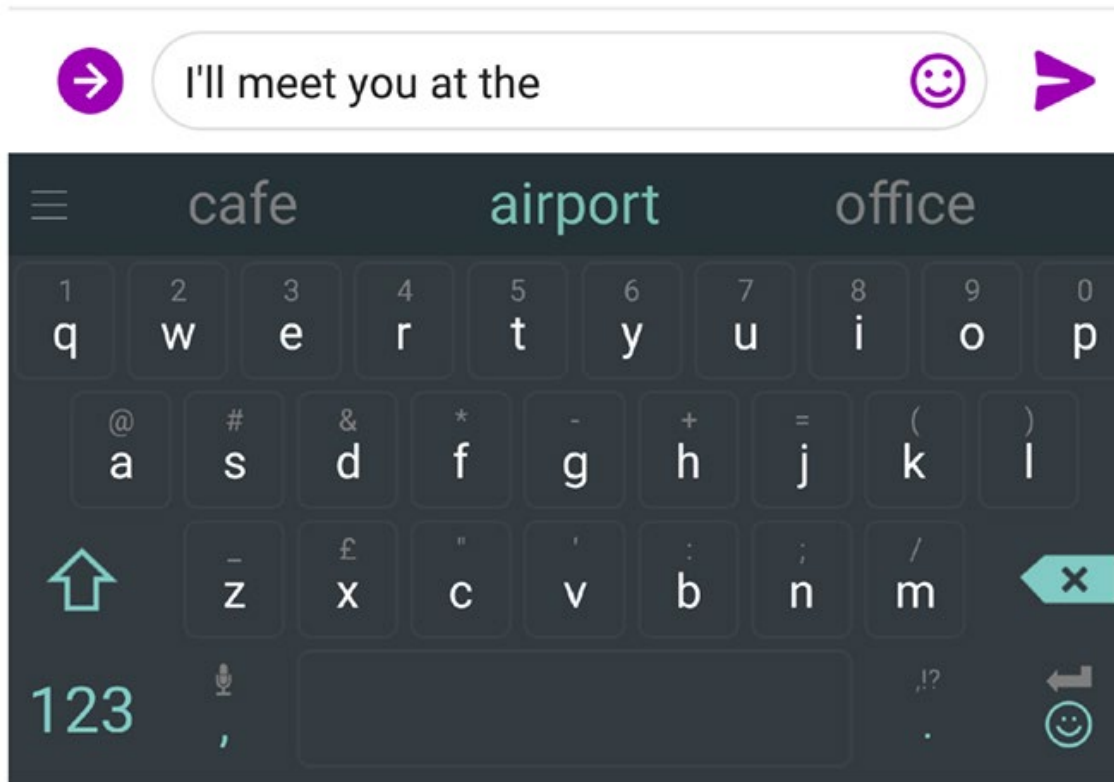 I'll meet you at the
cafe airport office
1 2 3 4 5 6 7 8 9 0
q w e r t y u i o p
@ # & * - + = ( )
a s d f g h j k l
_ £ " ' : ; /
z x c v b n m
,!?
123 , .